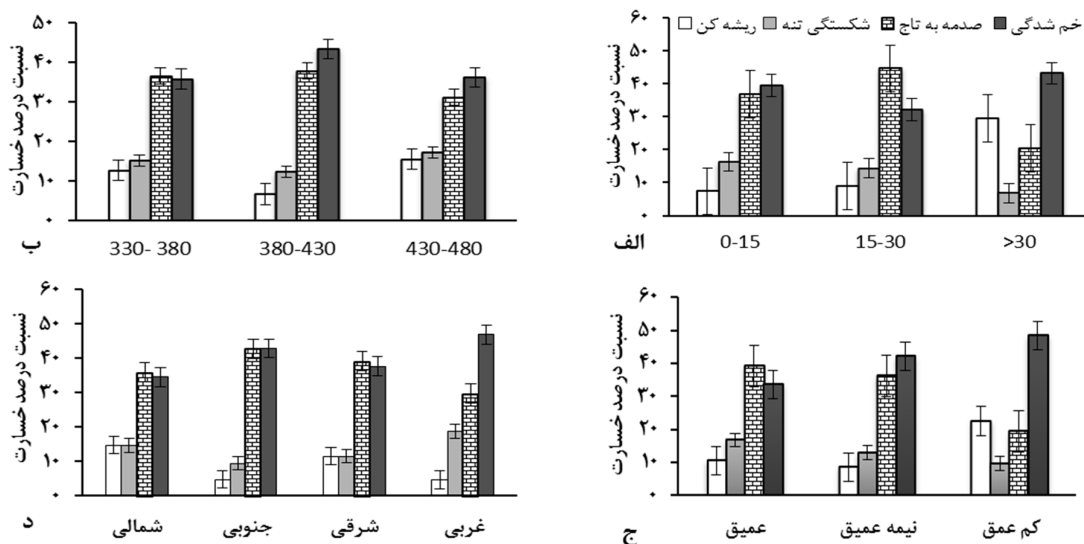 ریشه کن شکستگی تنه صدمه به تاج خم شدگی
نسبت درصد خسارت
۶۰
۵۰
۴۰
۳۰
۲۰
۱۰
۰
0-15 15-30 >30
الف
نسبت درصد خسارت
۵۰
۴۰
۳۰
۲۰
۱۰
۰
330- 380 380-430 430-480
ب
نسبت درصد خسارت
۶۰
۵۰
۴۰
۳۰
۲۰
۱۰
۰
عمیق نیمه عمیق کم عمق
ج
نسبت درصد خسارت
۶۰
۵۰
۴۰
۳۰
۲۰
۱۰
۰
شمالی جنوبی شرقی غربی
د